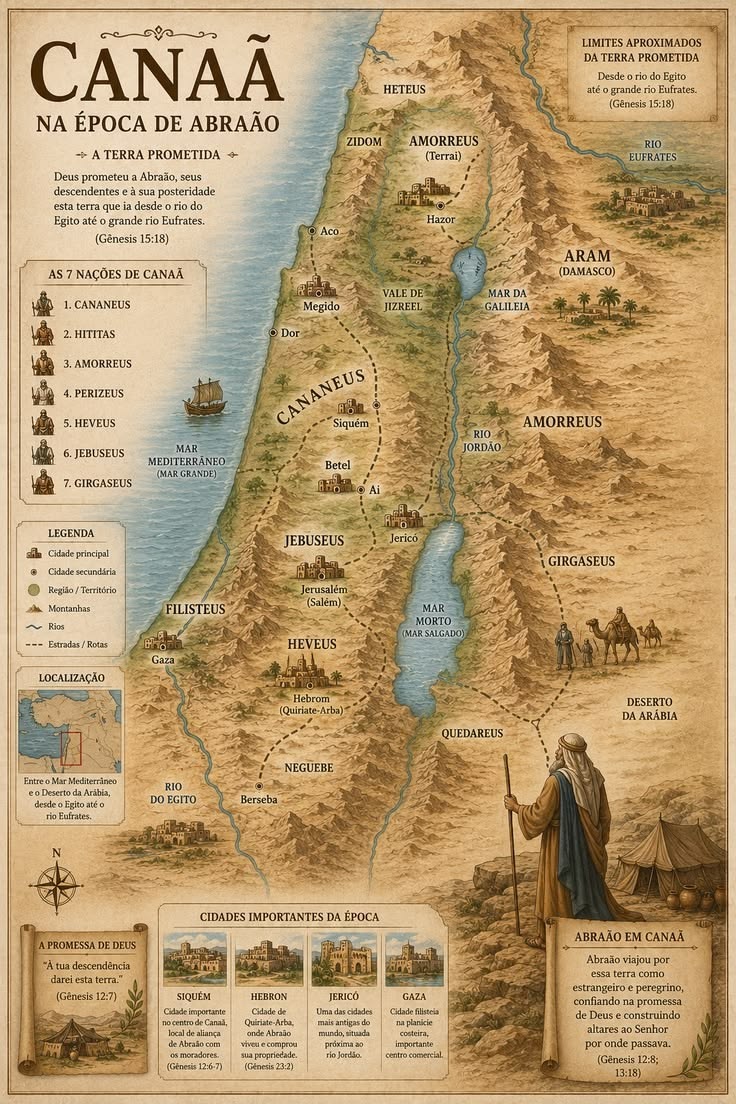 CANAÃ
NA ÉPOCA DE ABRAÃO
A TERRA PROMETIDA
Deus prometeu a Abraão, seus
descendentes e à sua posteridade
esta terra que ia desde o rio do
Egito até o grande rio Eufrates.
(Gênesis 15:18)
LIMITES APROXIMADOS
DA TERRA PROMETIDA
Desde o rio do Egito
até o grande rio Eufrates.
(Gênesis 15:18)
HETEUS
ZIDOM
AMORREUS
(Terrai)
Hazor
RIO
EUFRATES
Acó
ARAM
(DAMASCO)
Megido
VALE DE
JIZREEL
MAR DA
GALILEIA
Dor
AS 7 NAÇÕES DE CANAÃ
1. CANANEUS
2. HITITAS
3. AMORREUS
4. PERIZEUS
5. HEVEUS
6. JEBUSEUS
7. GIRGASEUS
CANANEUS
Siquém
AMORREUS
RIO
JORDÃO
MAR
MEDITERRÂNEO
(MAR GRANDE)
Betel
Ai
Jericó
JEBUSEUS
Jerusalém
(Salém)
GIRGASEUS
LEGENDA
Cidade principal
Cidade secundária
Região / Território
Montanhas
Rios
Estradas / Rotas
FILISTEUS
Gaza
MAR
MORTO
(MAR SALGADO)
HEVEUS
Hebrom
(Quiriate-Arba)
DESERTO
DA ARÁBIA
QUEDAREUS
NEGUEBE
Berseba
RIO
DO EGITO
LOCALIZAÇÃO
Entre o Mar Mediterrâneo
e o Deserto da Arábia,
desde o Egito até o
rio Eufrates.
N
A PROMESSA DE DEUS
“À tua descendência
darei esta terra.”
(Gênesis 12:7)
CIDADES IMPORTANTES DA ÉPOCA
SIQUÉM
Cidade importante
no centro de Canaã,
local de aliança
de Abraão com
os moradores.
(Gênesis 12:6-7)
HEBRON
Cidade de
Quiriate-Arba,
onde Abraão
viveu e comprou
sua propriedade.
(Gênesis 23:2)
JERICÓ
Uma das cidades
mais antigas do
mundo, situada
próxima ao
rio Jordão.
GAZA
Cidade filisteia
na planície
costeira,
importante
centro comercial.
ABRAÃO EM CANAÃ
Abraão viajou por
essa terra como
estrangeiro e peregrino,
confiando na promessa
de Deus e construindo
altares ao Senhor
por onde passava.
(Gênesis 12:8;
13:18)